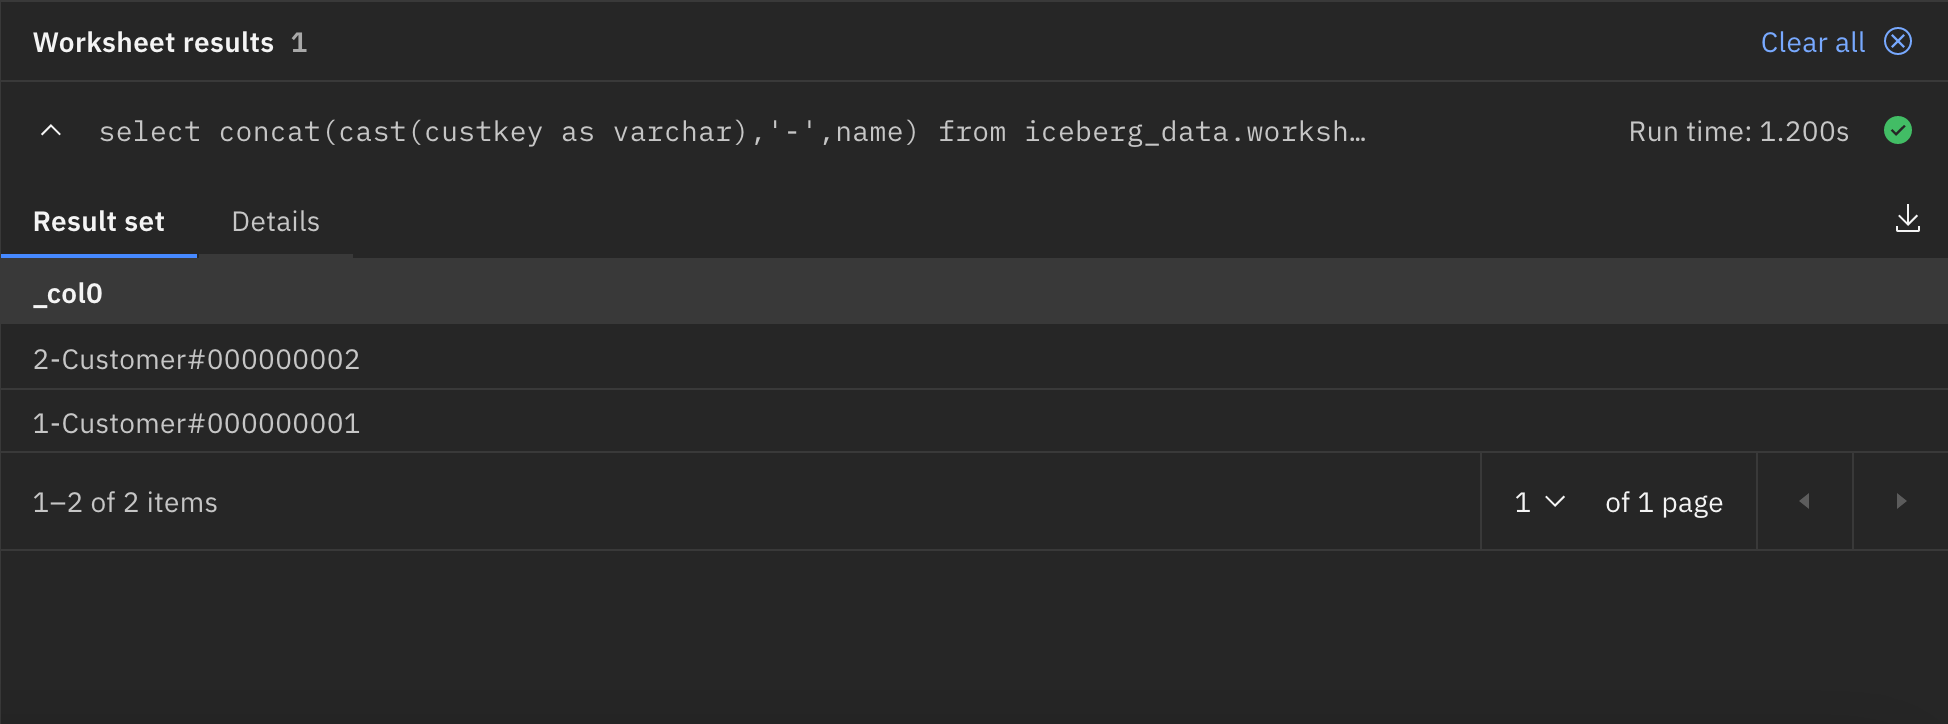 Worksheet results 1
Clear all
select concat(cast(custkey as varchar),'-',name) from iceberg_data.worksh…
Run time: 1.200s
Result set
Details
_col0
2-Customer#000000002
1-Customer#000000001
1–2 of 2 items
1
of 1 page